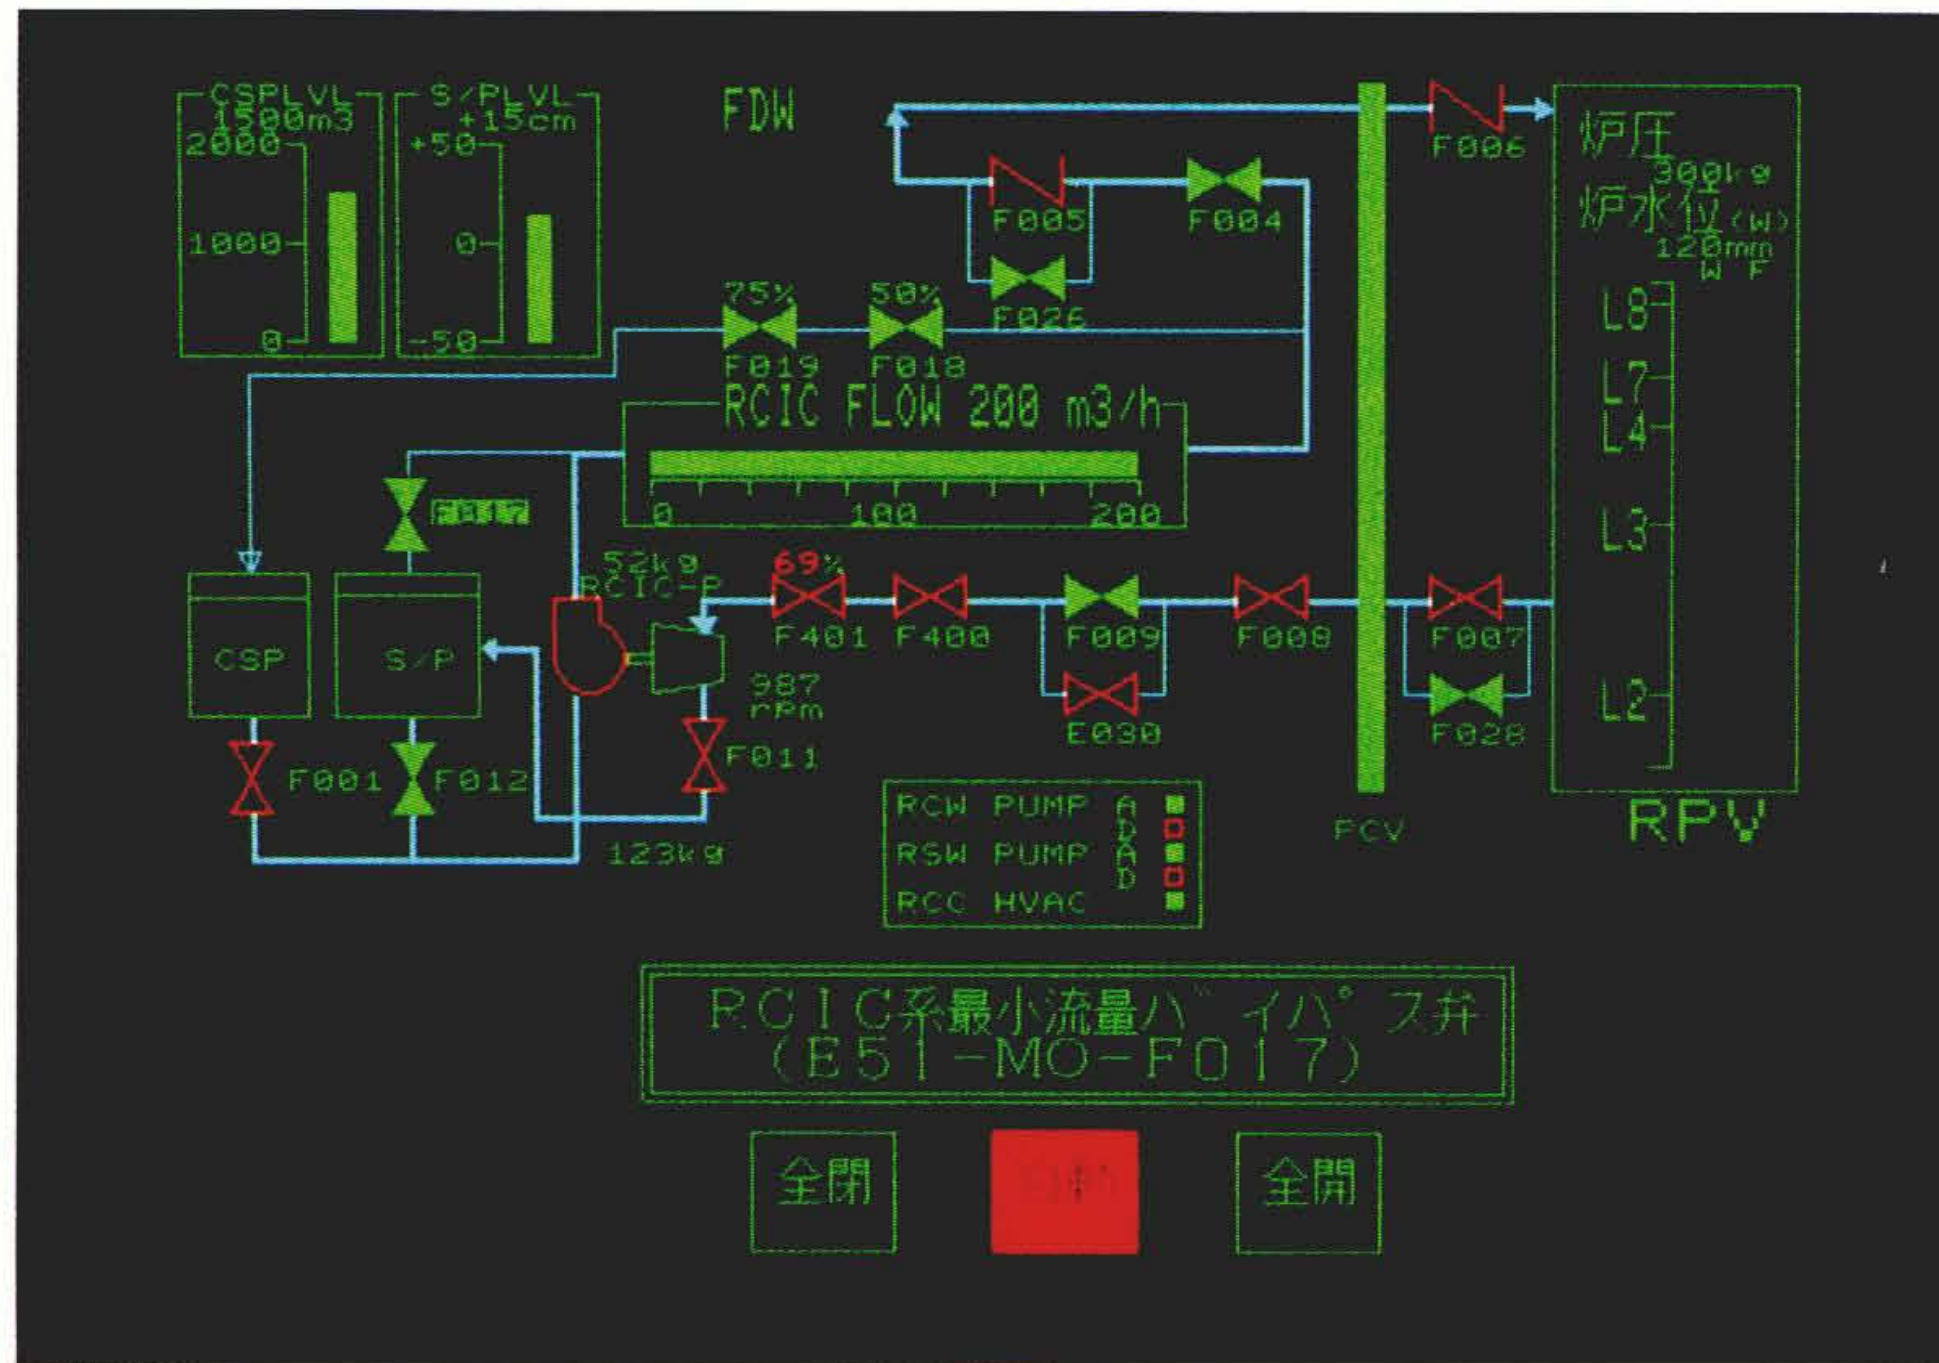 CSPLVL
1500m3
2000
1000
0
S/PLVL
+15cm
+50
0
-50
FDW
F005
F004
F026
F006
75%
F019
50%
F018
RCIC FLOW 200 m3/h
0 100 200
炉圧
300kg
炉水位(W)
120mm
W F
L8
L7
L4
L3
L2
RPV
F017
CSP
S/P
F001
F012
52kg
RCIC-P
987
rpm
F011
123kg
69%
F401
F400
F009
E030
F008
F007
F028
PCV
RCW PUMP A
D
RSW PUMP A
D
RCC HVAC
RCIC系最小流量バイパス弁
(E51-MO-F017)
全閉
全開